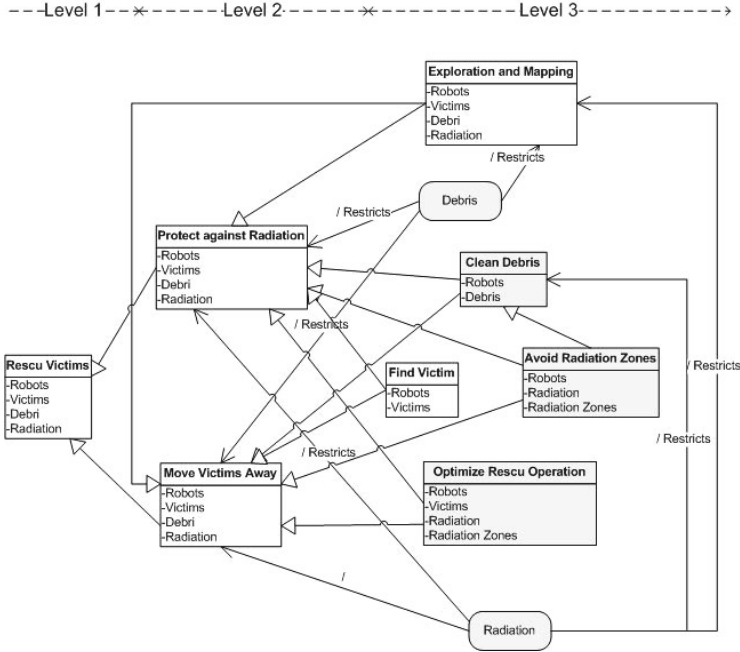 Level 1
Level 2
Level 3
Exploration and Mapping
-Robots
-Victims
-Debri
-Radiation
/ Restricts
Debris
/ Restricts
Protect against Radiation
-Robots
-Victims
-Debri
-Radiation
Clean Debris
-Robots
-Debris
/ Restricts
Rescu Victims
-Robots
-Victims
-Debri
-Radiation
Find Victim
-Robots
-Victims
Avoid Radiation Zones
-Robots
-Radiation
-Radiation Zones
/ Restricts
/ Restricts
/ Restricts
Move Victims Away
-Robots
-Victims
-Debri
-Radiation
Optimize Rescu Operation
-Robots
-Victims
-Radiation
-Radiation Zones
/
Radiation